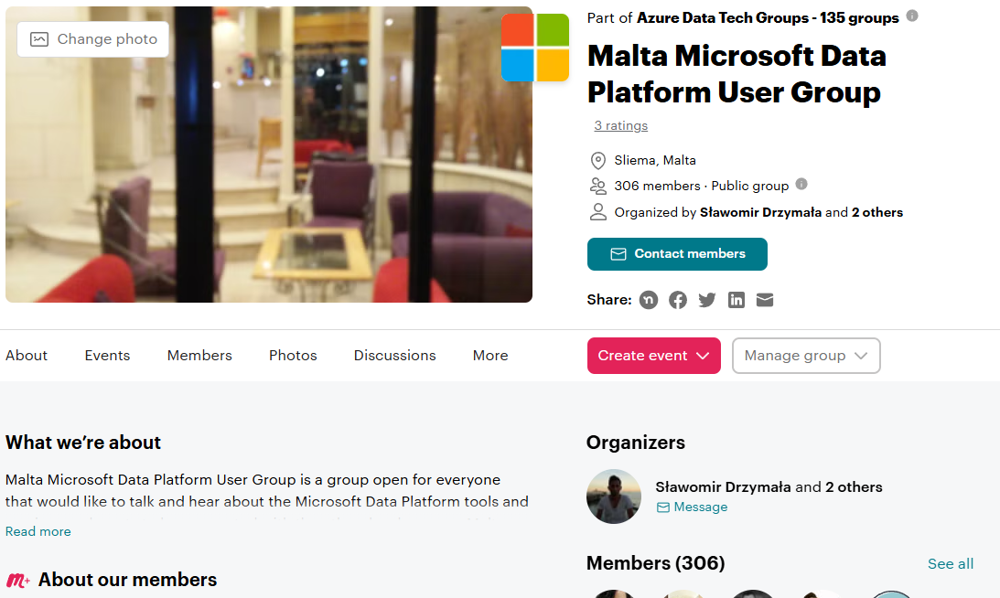 Change photo
Part of Azure Data Tech Groups - 135 groups
Malta Microsoft Data
Platform User Group
3 ratings
Sliema, Malta
306 members · Public group
Organized by Sławomir Drzymała and 2 others
Contact members
Share:
About Events Members Photos Discussions More
Create event
Manage group
What we’re about
Malta Microsoft Data Platform User Group is a group open for everyone
that would like to talk and hear about the Microsoft Data Platform tools and
Read more
About our members
Organizers
Sławomir Drzymała and 2 others
Message
Members (306)
See all